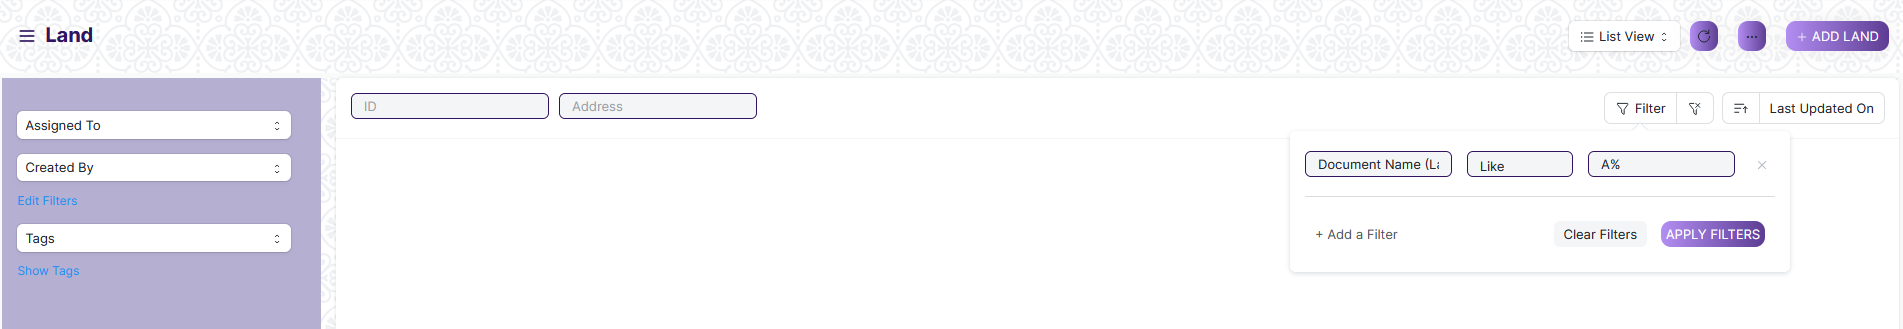 Land
List View
ADD LAND
Assigned To
Created By
Edit Filters
Tags
Show Tags
ID
Address
Filter
Last Updated On
Document Name (La
Like
A%
+ Add a Filter
Clear Filters
APPLY FILTERS